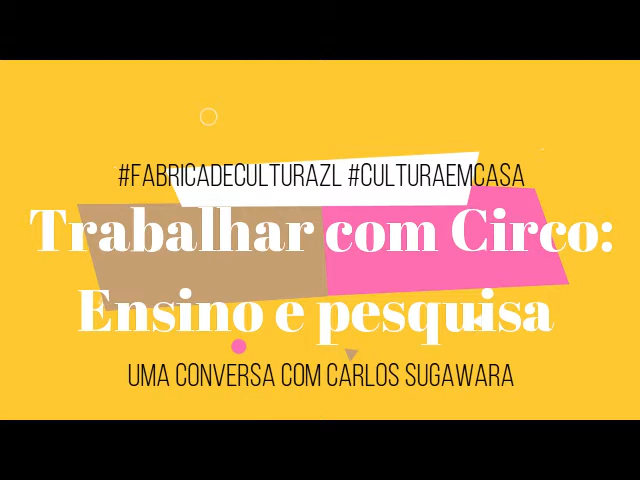 #FABRICADECULTURAZL #CULTURAEMCASA
Trabalhar com Circo:
Ensino e pesquisa
UMA CONVERSA COM CARLOS SUGAWARA